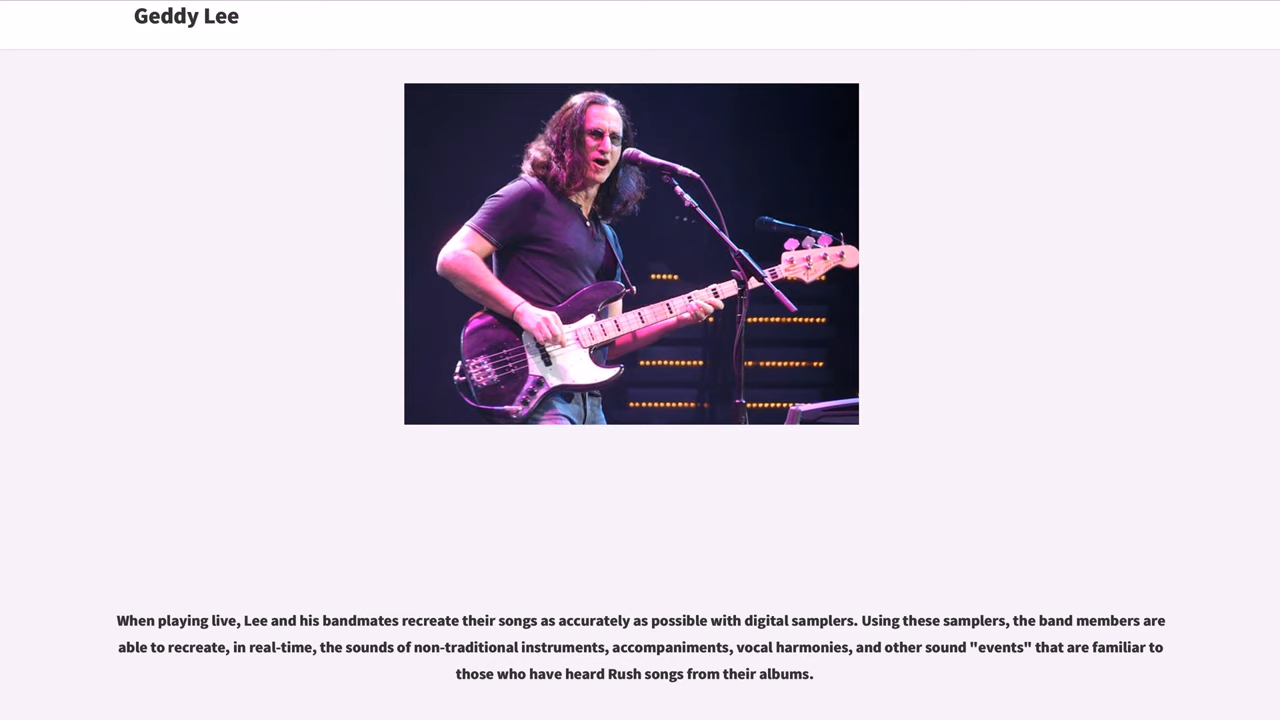 Geddy Lee
When playing live, Lee and his bandmates recreate their songs as accurately as possible with digital samplers. Using these samplers, the band members are
able to recreate, in real-time, the sounds of non-traditional instruments, accompaniments, vocal harmonies, and other sound "events" that are familiar to
those who have heard Rush songs from their albums.